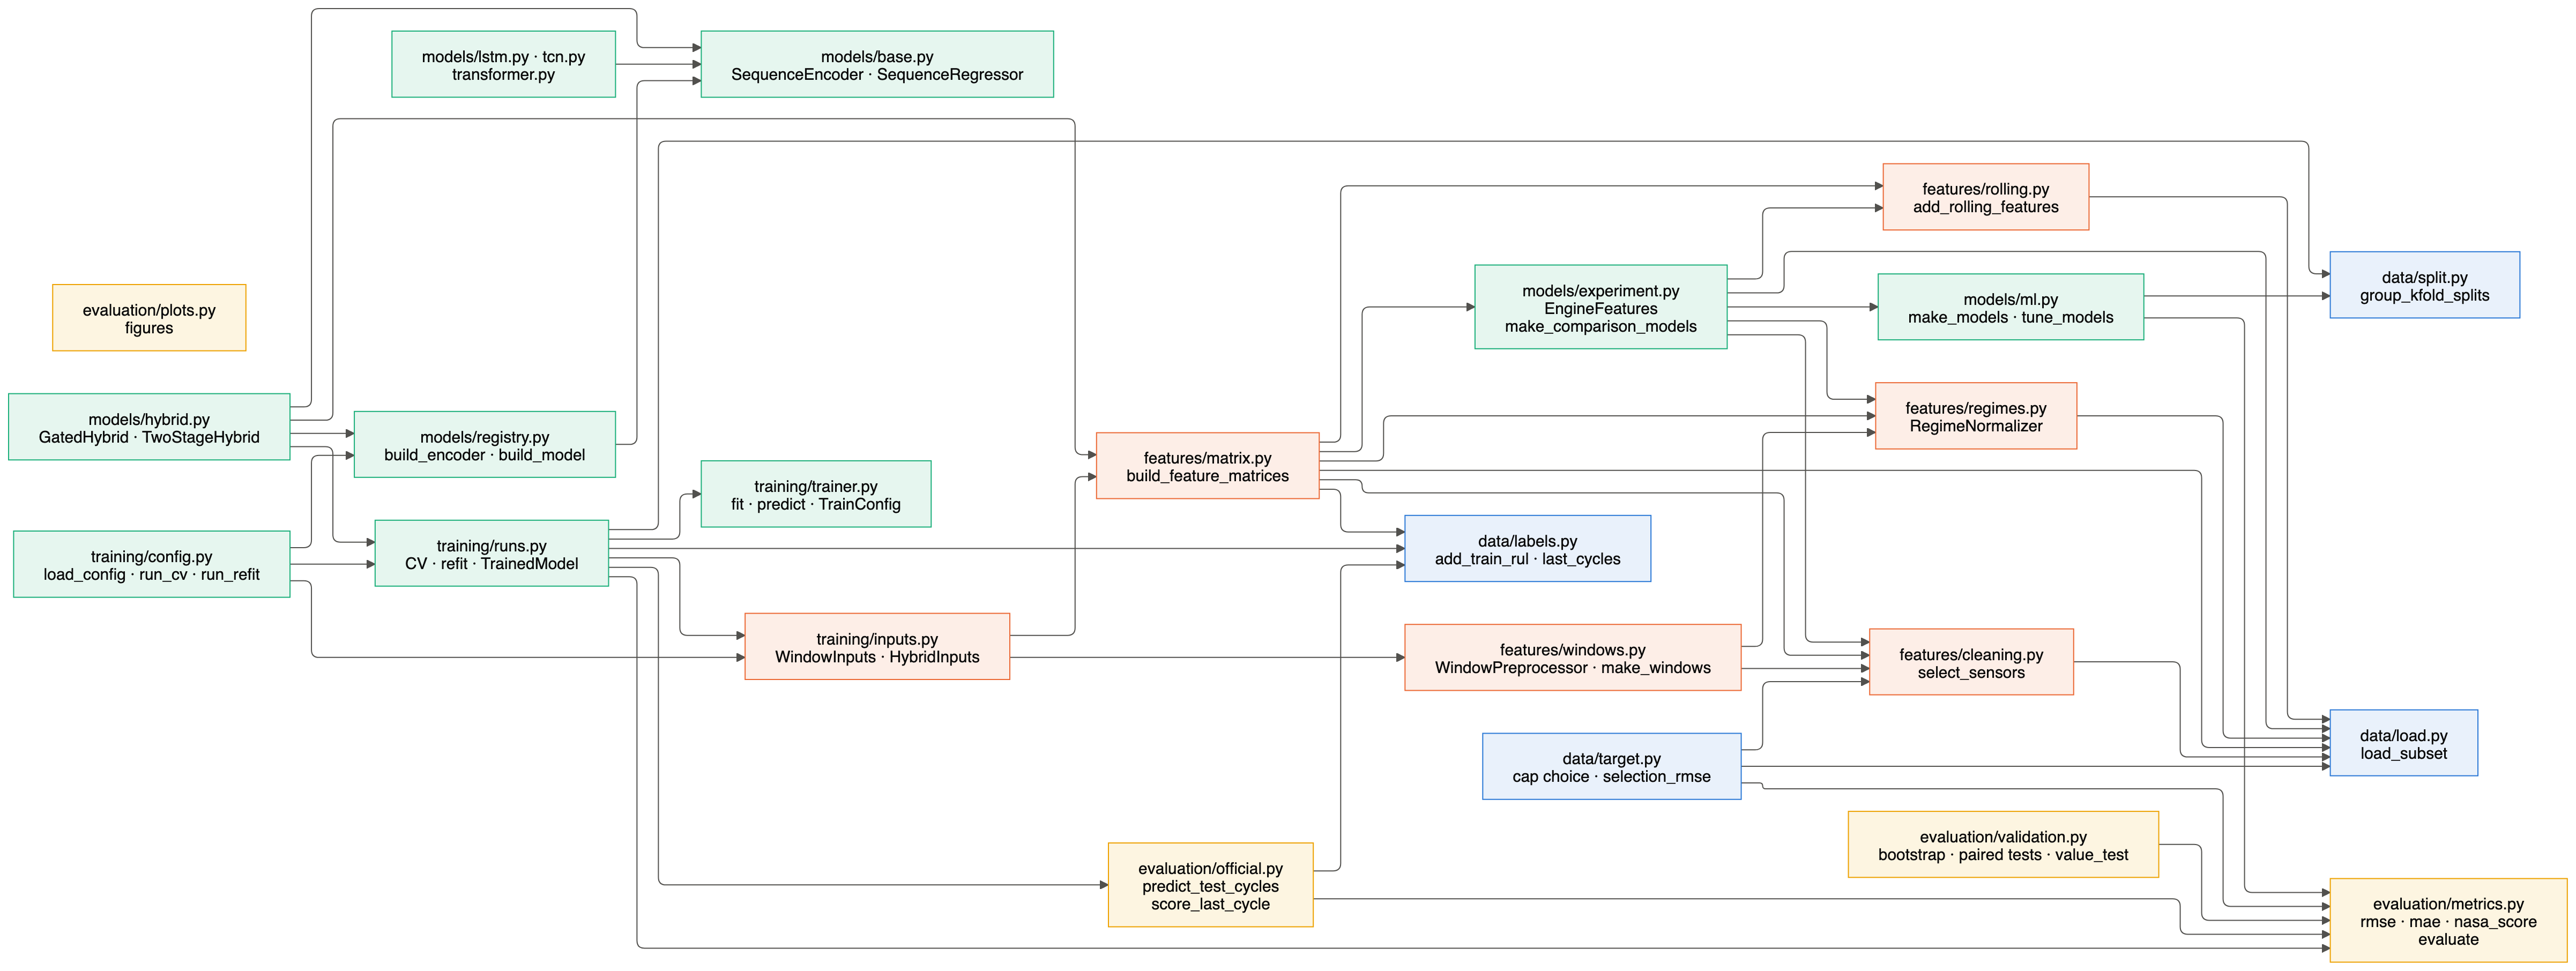 models/lstm.py · tcn.py
transformer.py
models/base.py
SequenceEncoder · SequenceRegressor
features/rolling.py
add_rolling_features
data/split.py
group_kfold_splits
models/experiment.py
EngineFeatures
make_comparison_models
models/ml.py
make_models · tune_models
evaluation/plots.py
figures
models/hybrid.py
GatedHybrid · TwoStageHybrid
models/registry.py
build_encoder · build_model
features/regimes.py
RegimeNormalizer
features/matrix.py
build_feature_matrices
training/trainer.py
fit · predict · TrainConfig
training/config.py
load_config · run_cv · run_refit
training/runs.py
CV · refit · TrainedModel
data/labels.py
add_train_rul · last_cycles
training/inputs.py
WindowInputs · HybridInputs
features/windows.py
WindowPreprocessor · make_windows
features/cleaning.py
select_sensors
data/target.py
cap choice · selection_rmse
data/load.py
load_subset
evaluation/validation.py
bootstrap · paired tests · value_test
evaluation/official.py
predict_test_cycles
score_last_cycle
evaluation/metrics.py
rmse · mae · nasa_score
evaluate